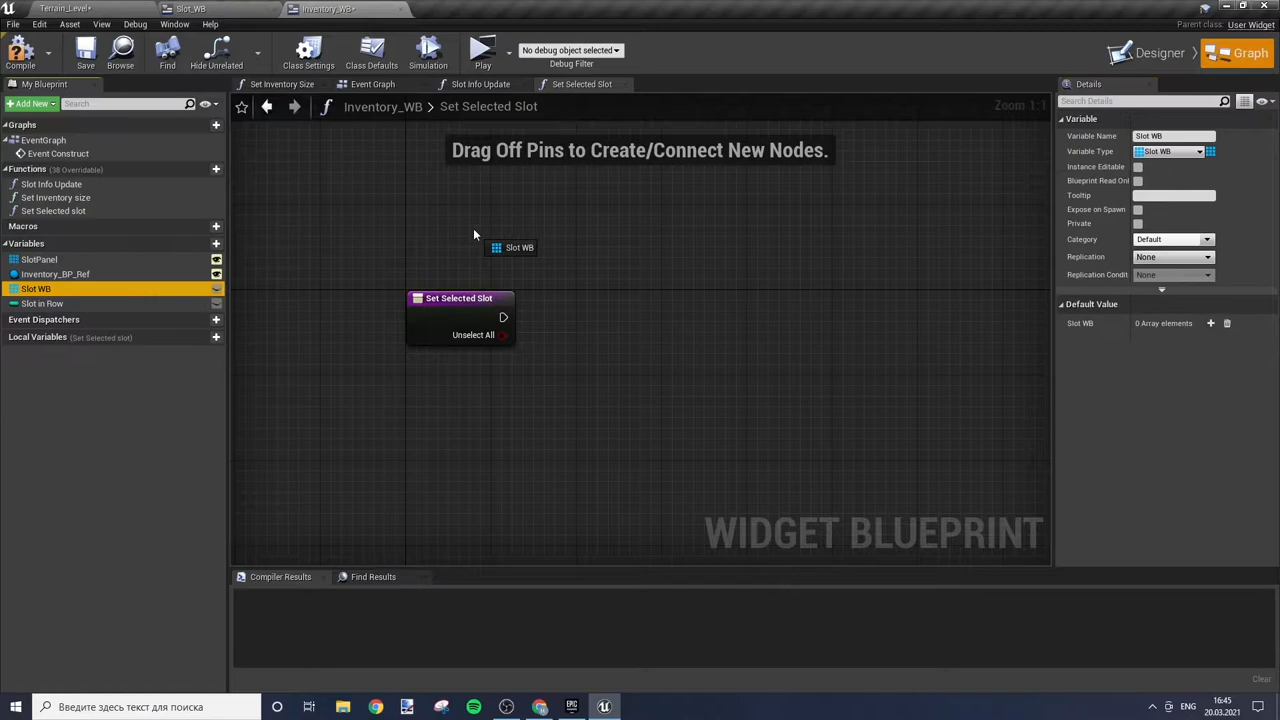 Terrain_Level•
Slot_WB
Inventory_WB•
File
Edit
Asset
View
Debug
Window
Help
Parent class: User Widget
Compile
Save
Browse
Find
Hide Unrelated
Class Settings
Class Defaults
Simulation
Play
No debug object selected
Debug Filter
Designer
Graph
My Blueprint
+Add New
Search
Graphs
EventGraph
Event Construct
Functions (38 Overridable)
Slot Info Update
Set Inventory size
Set Selected slot
Macros
Variables
SlotPanel
Inventory_BP_Ref
Slot WB
Slot in Row
Event Dispatchers
Local Variables (Set Selected slot)
Set Inventory Size
Event Graph
Slot Info Update
Set Selected Slot
Inventory_WB > Set Selected Slot
Zoom 1:1
Drag Off Pins to Create/Connect New Nodes.
Slot WB
Set Selected Slot
Unselect All
WIDGET BLUEPRINT
Compiler Results
Find Results
Clear
Details
Search Details
Variable
Variable Name
Slot WB
Variable Type
Slot WB
Instance Editable
Blueprint Read Onl
Tooltip
Expose on Spawn
Private
Category
Default
Replication
None
Replication Condit
None
Default Value
Slot WB
0 Array elements
Введите здесь текст для поиска
EPIC
ENG
16:45
20.03.2021